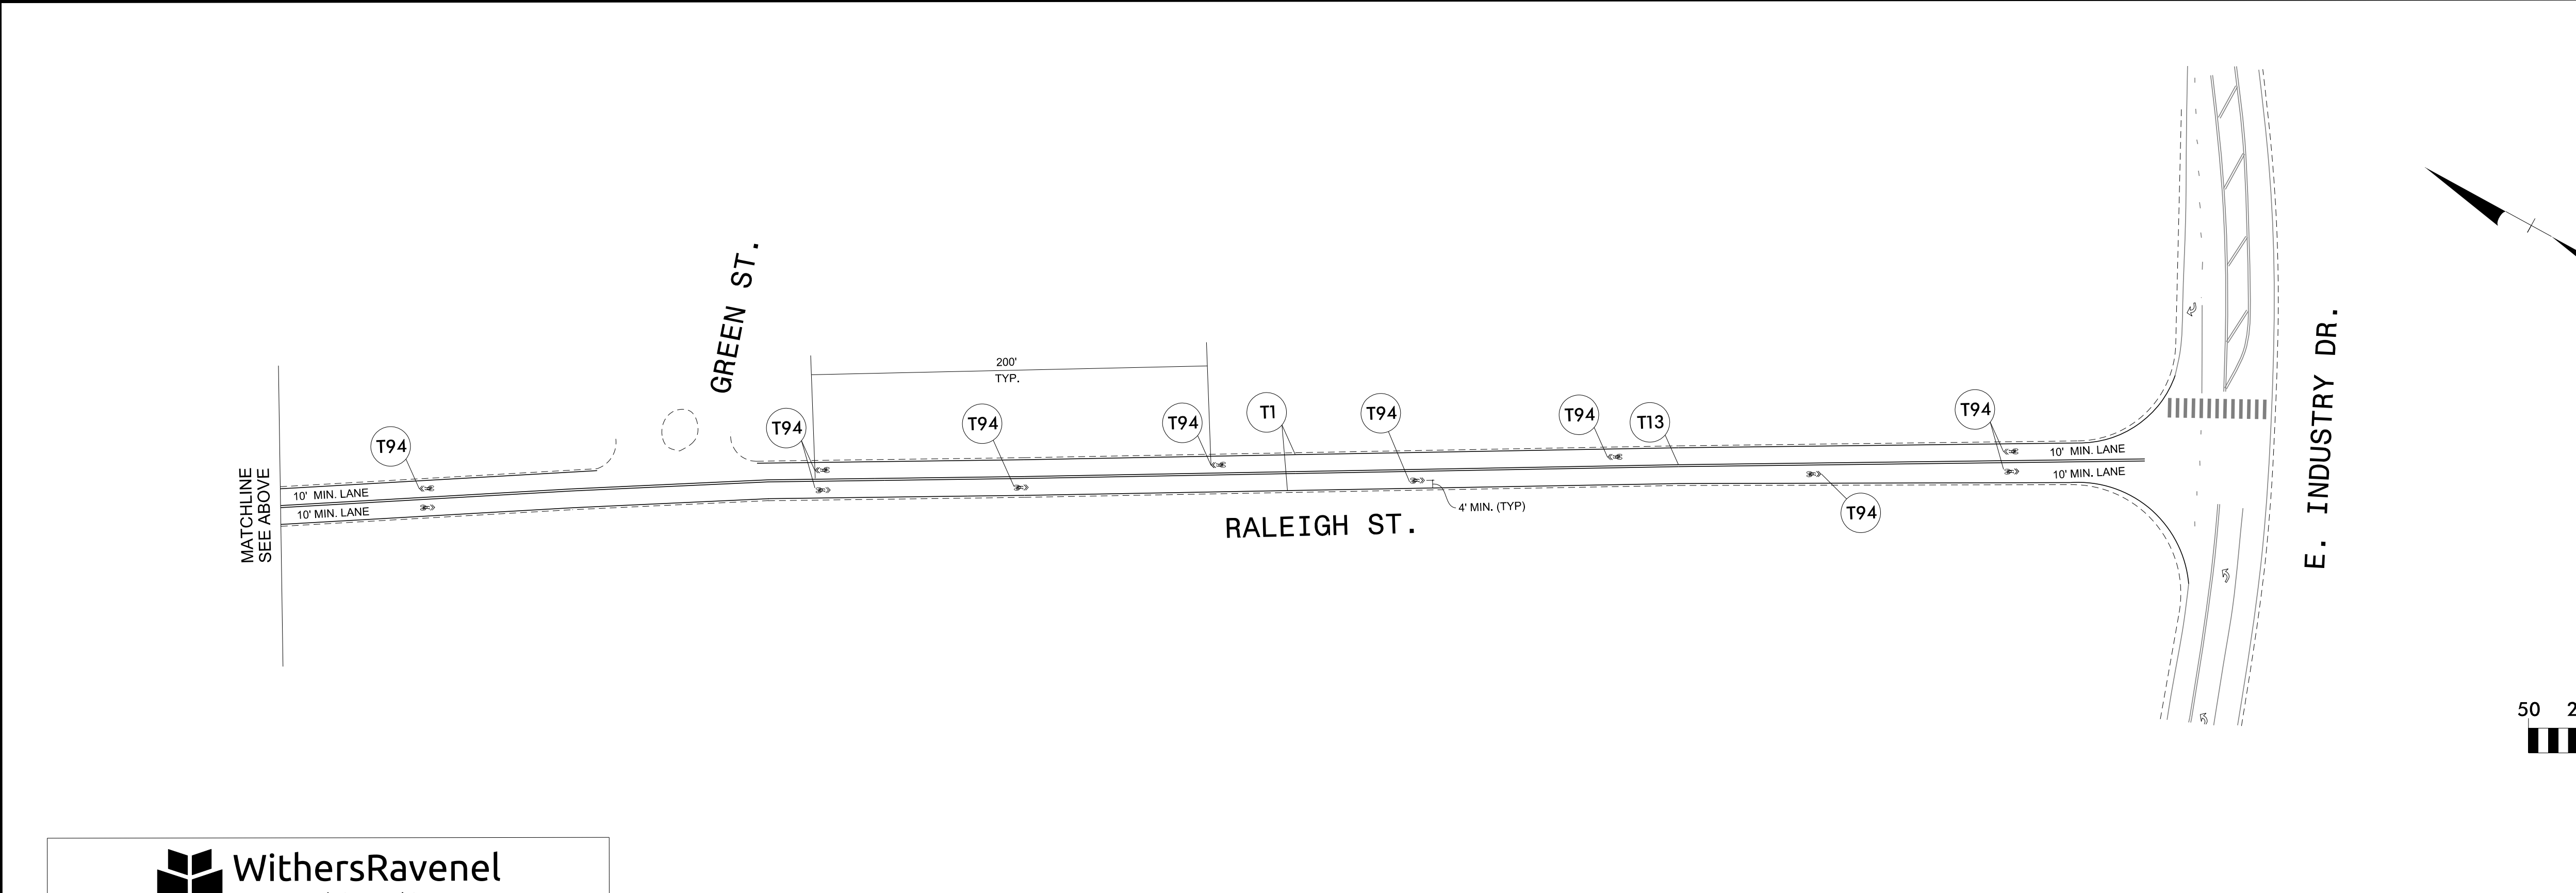 GREEN ST.
200'
TYP.
T94
T94
T94
T94
T1
T94
T94
T13
T94
MATCHLINE
SEE ABOVE
10' MIN. LANE
10' MIN. LANE
10' MIN. LANE
10' MIN. LANE
4' MIN. (TYP)
T94
RALEIGH ST.
E. INDUSTRY DR.
50
WithersRavenel